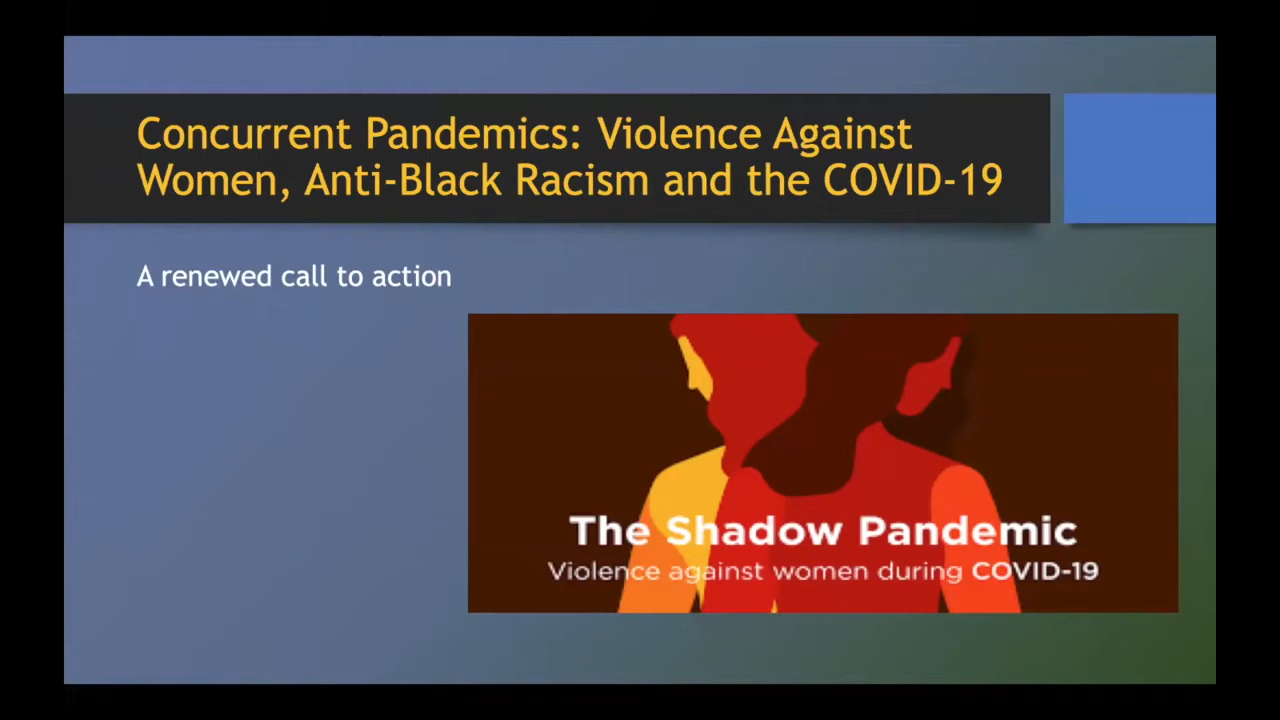 Concurrent Pandemics: Violence Against
Women, Anti-Black Racism and the COVID-19
A renewed call to action
The Shadow Pandemic
Violence against women during COVID-19